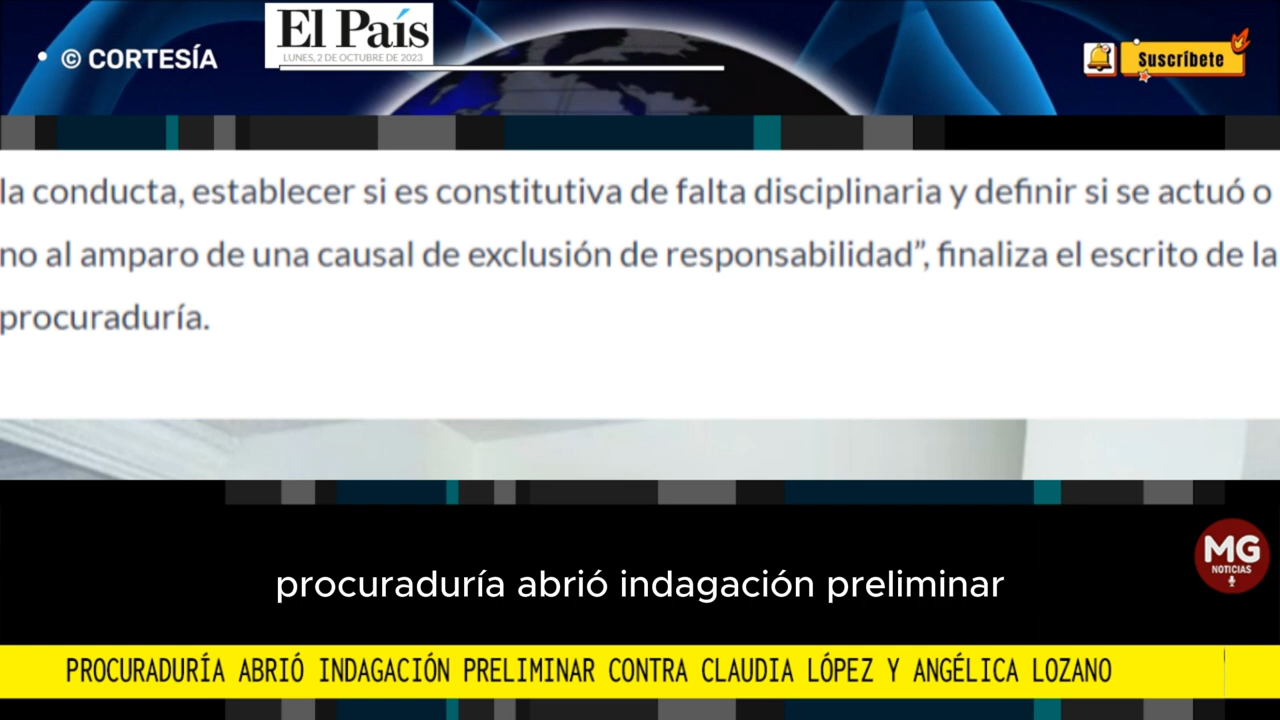 © CORTESÍA
El País
LUNES, 2 DE OCTUBRE DE 2023
Suscríbete
la conducta, establecer si es constitutiva de falta disciplinaria y definir si se actuó o
no al amparo de una causal de exclusión de responsabilidad”, finaliza el escrito de la
procuraduría.
MG
NOTICIAS
procuraduría abrió indagación preliminar
PROCURADURÍA ABRIÓ INDAGACIÓN PRELIMINAR CONTRA CLAUDIA LÓPEZ Y ANGÉLICA LOZANO